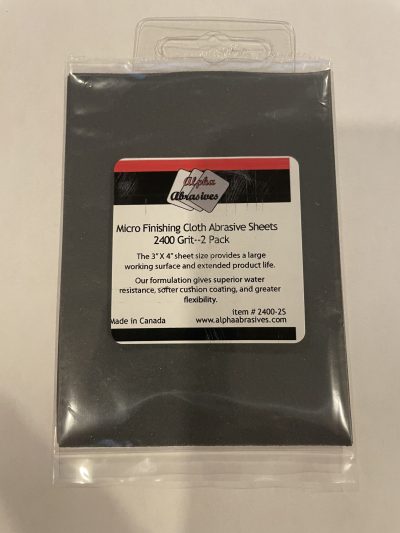 Alpha
Abrasives
Micro Finishing Cloth Abrasive Sheets
2400 Grit--2 Pack
The 3" X 4" sheet size provides a large
working surface and extended product life.
Our formulation gives superior water
resistance, softer cushion coating, and greater
flexibility.
item # 2400-2S
Made in Canada www.alphaabrasives.com